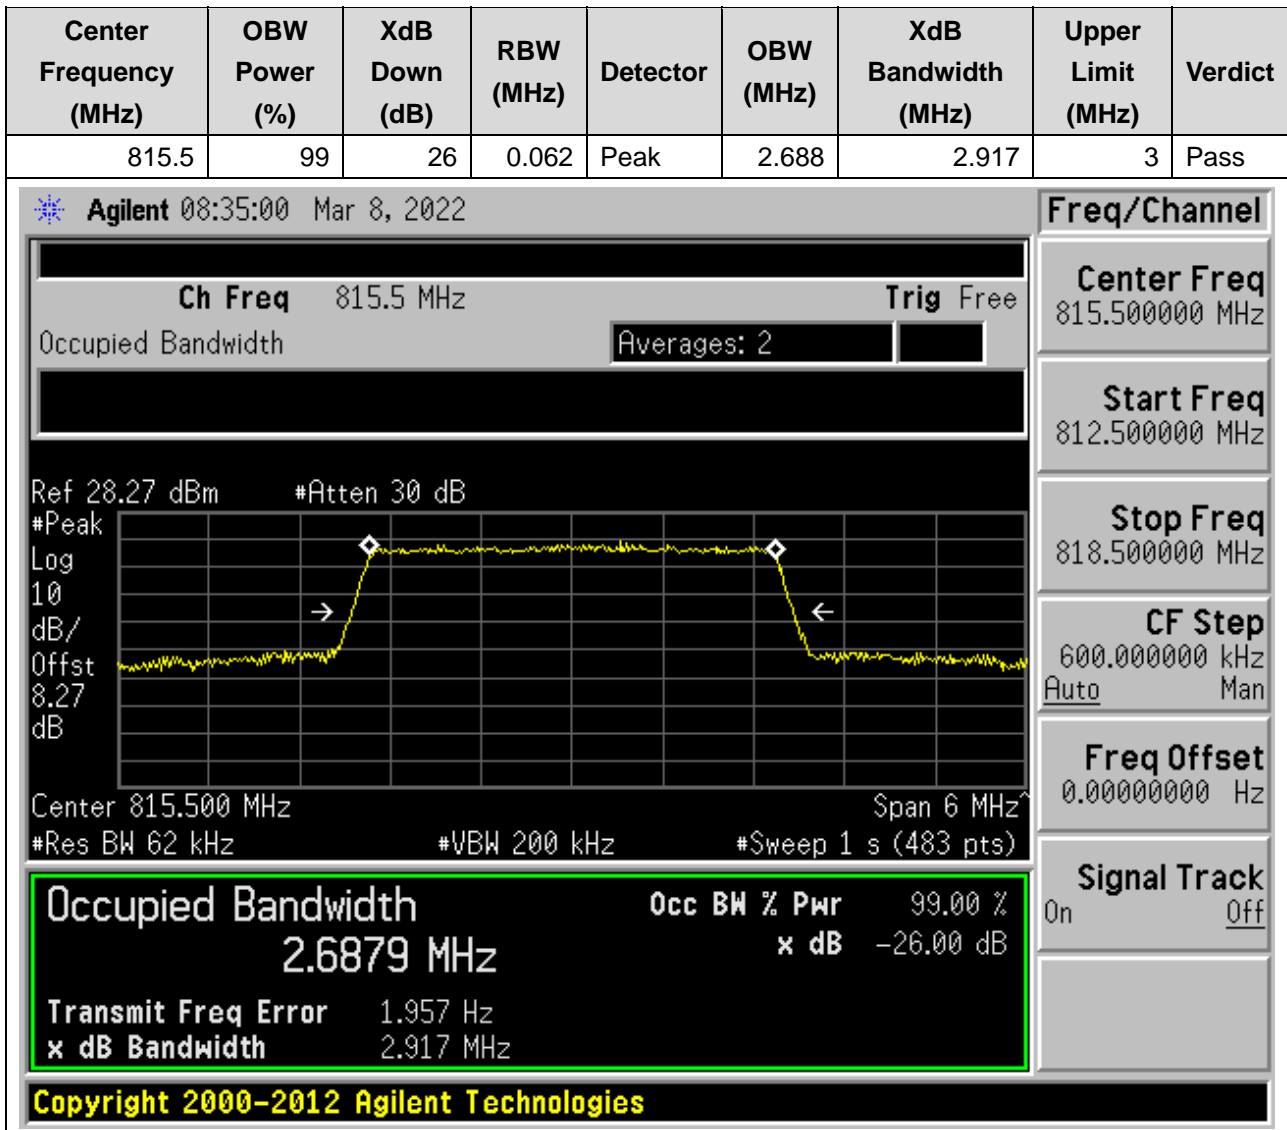 Center Frequency (MHz) OBW Power (%) XdB Down (dB) RBW (MHz) Detector OBW (MHz) XdB Bandwidth (MHz) Upper Limit (MHz) Verdict
815.5 99 26 0.062 Peak 2.688 2.917 3 Pass
Agilent 08:35:00 Mar 8, 2022
Freq/Channel
Ch Freq 815.5 MHz Trig Free
Occupied Bandwidth Averages: 2
Center Freq
815.500000 MHz
Start Freq
812.500000 MHz
Stop Freq
818.500000 MHz
CF Step
600.000000 kHz
Auto Man
Freq Offset
0.00000000 Hz
Signal Track
On Off
Ref 28.27 dBm #Atten 30 dB
#Peak
Log
10
dB/
Offst
8.27
dB
Center 815.500 MHz Span 6 MHz^
#Res BW 62 kHz #VBW 200 kHz #Sweep 1 s (483 pts)
Occupied Bandwidth
2.6879 MHz
Occ BW % Pwr 99.00 %
x dB -26.00 dB
Transmit Freq Error 1.957 Hz
x dB Bandwidth 2.917 MHz
Copyright 2000-2012 Agilent Technologies